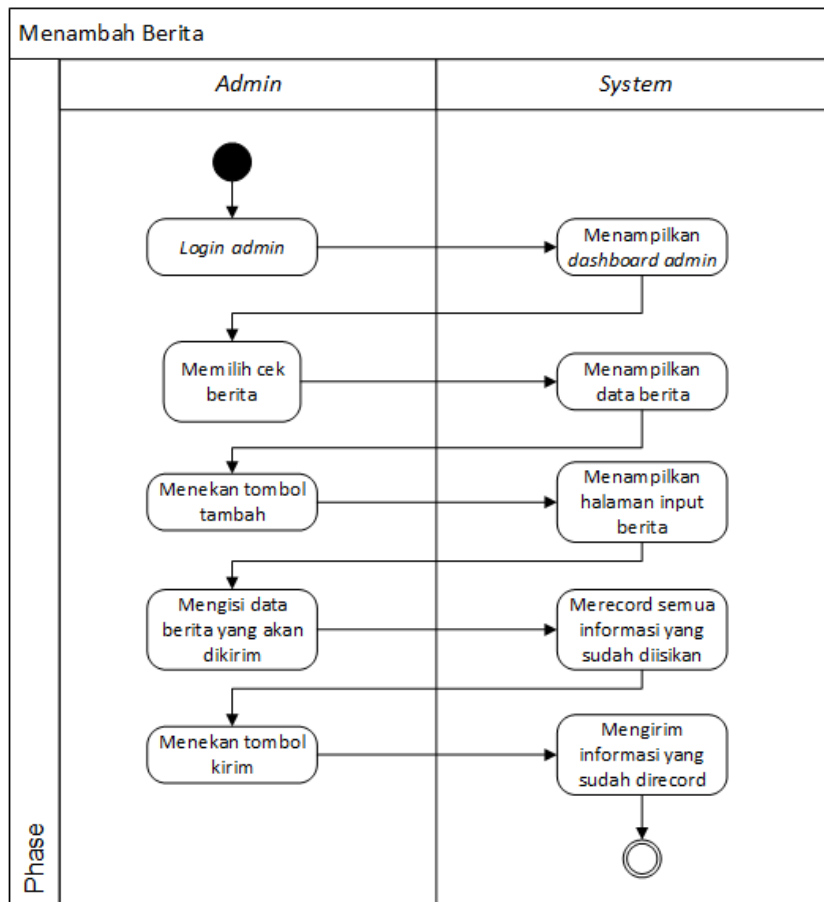 Menambah Berita
Admin
System
Login admin
Menampilkan
dashboard admin
Memilih cek
berita
Menampilkan
data berita
Menekan tombol
tambah
Menampilkan
halaman input
berita
Mengisi data
berita yang akan
dikirim
Merecord semua
informasi yang
sudah diisikan
Menekan tombol
kirim
Mengirim
informasi yang
sudah direcord
Phase